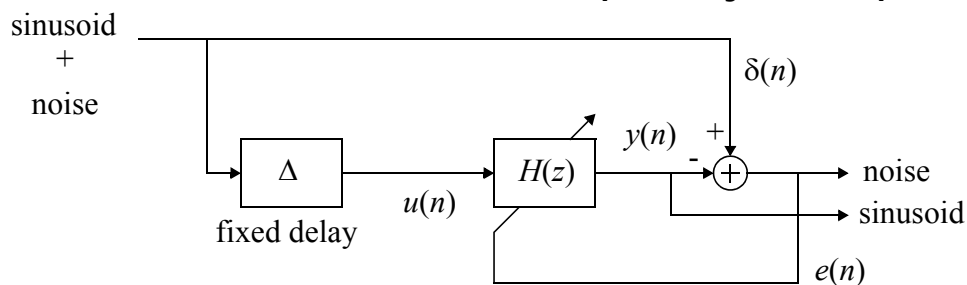 sinusoid
+
noise
δ(n)
y(n)
+
-
Δ
H(z)
+
noise
u(n)
sinusoid
fixed delay
e(n)